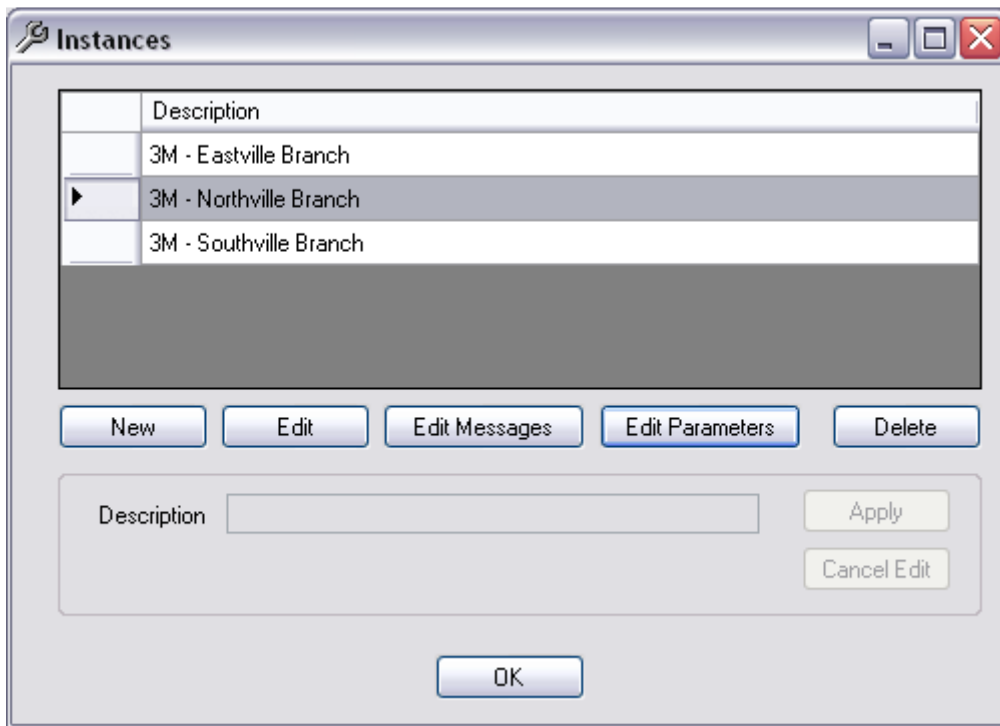 Instances
Description
3M - Eastville Branch
3M - Northville Branch
3M - Southville Branch
New Edit Edit Messages Edit Parameters Delete
Description Apply
Cancel Edit
OK